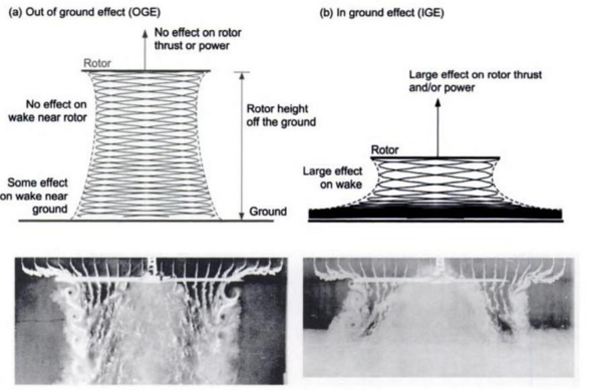 (a) Out of ground effect (OGE)
No effect on rotor
thrust or power
Rotor
No effect on
wake near rotor
Rotor height
off the ground
Some effect
on wake near
ground
Ground
(b) In ground effect (IGE)
Large effect on rotor thrust
and/or power
Rotor
Large effect
on wake